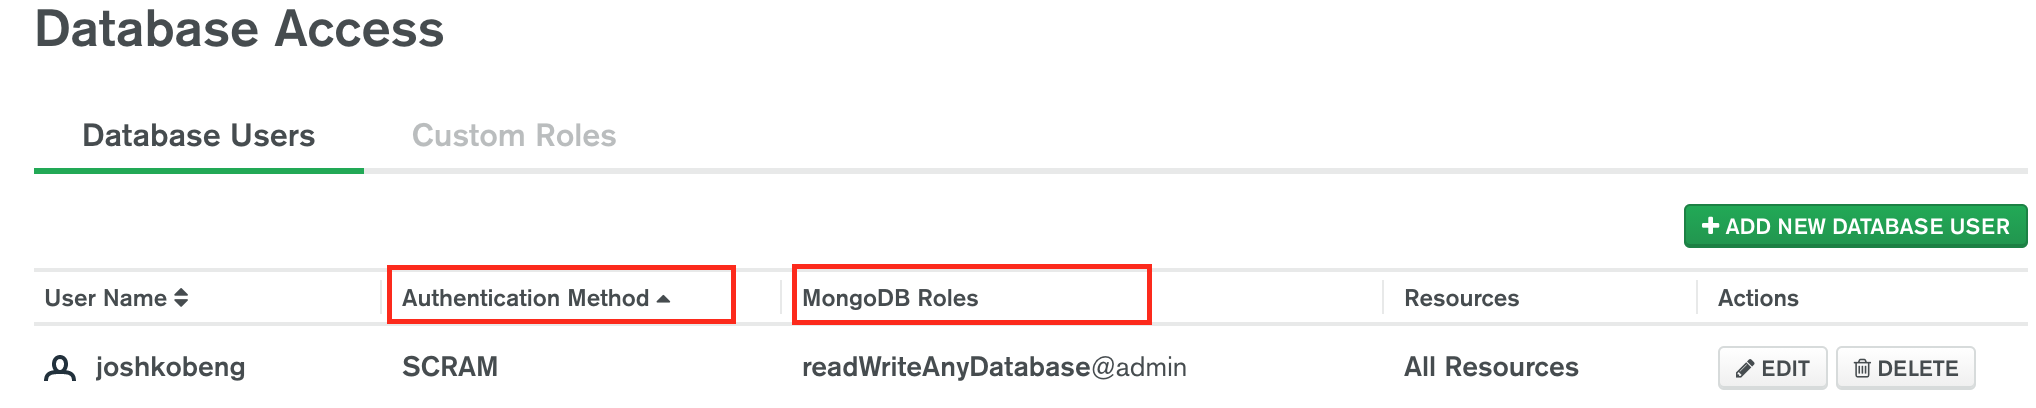 Database Access
Database Users Custom Roles
+ ADD NEW DATABASE USER
User Name Authentication Method MongoDB Roles Resources Actions
joshkobeng SCRAM readWriteAnyDatabase@admin All Resources EDIT DELETE